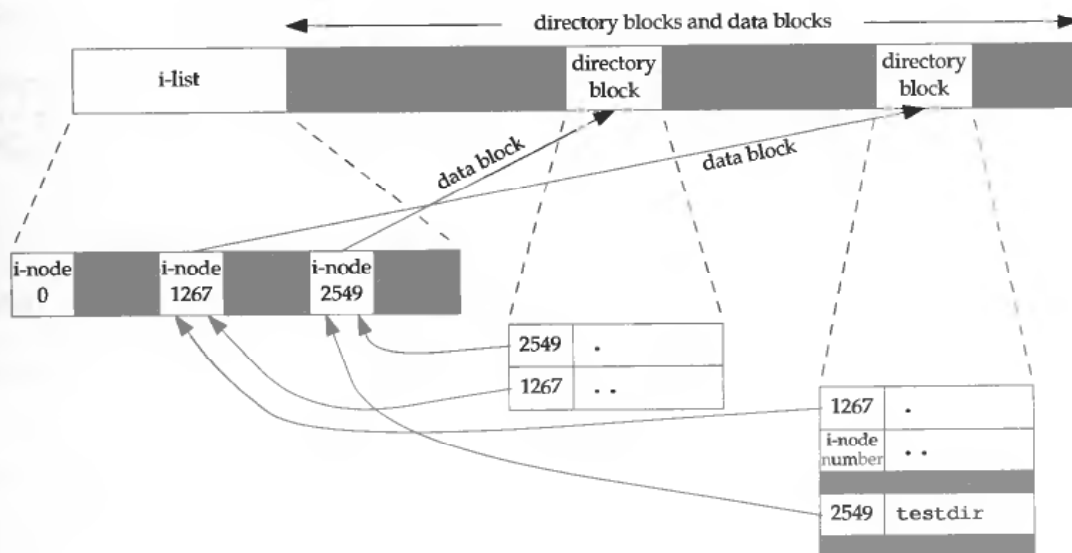 directory blocks and data blocks
i-list
directory
block
directory
block
data block
data block
i-node
0
i-node
1267
i-node
2549
2549 .
1267 . .
1267 .
i-node
number . .
2549 testdir